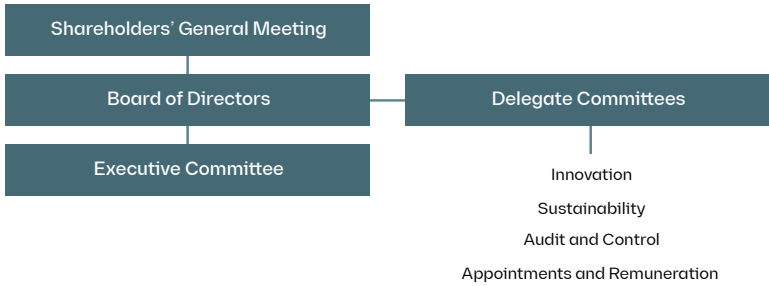 Shareholders’ General Meeting
Board of Directors
Delegate Committees
Executive Committee
Innovation
Sustainability
Audit and Control
Appointments and Remuneration